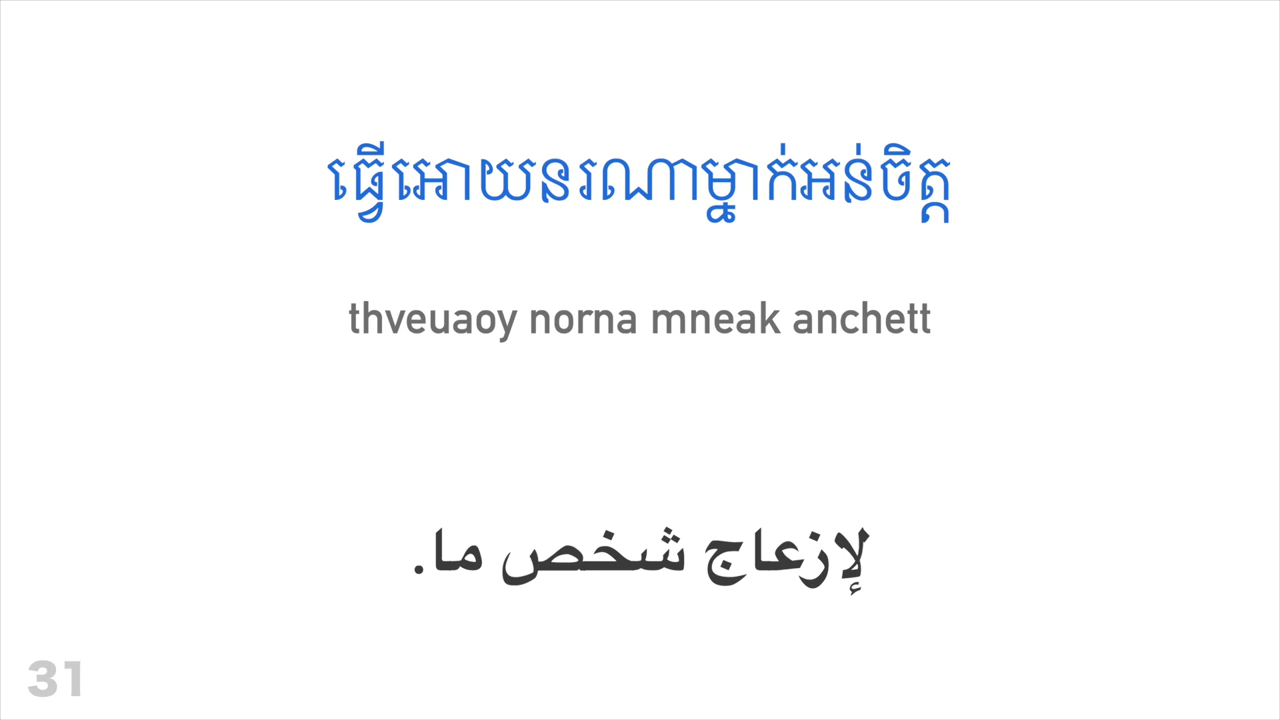 ធ្វើអោយនរណាម្នាក់អន់ចិត្ត
thveuaoy norna mneak anchett
لإزعاج شخص ما.
31